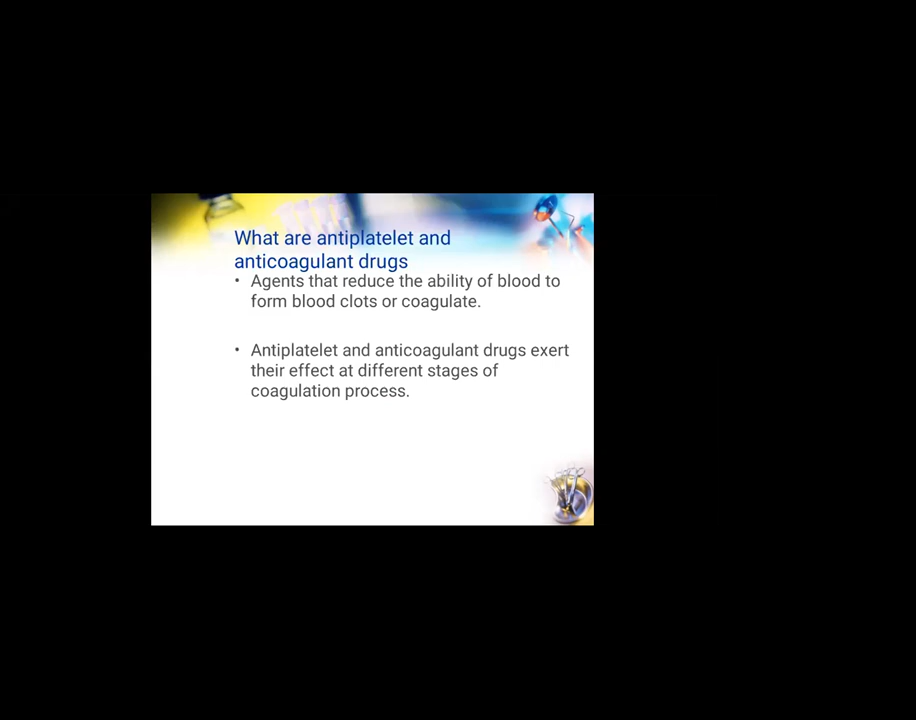 What are antiplatelet and
anticoagulant drugs
• Agents that reduce the ability of blood to
form blood clots or coagulate.
• Antiplatelet and anticoagulant drugs exert
their effect at different stages of
coagulation process.